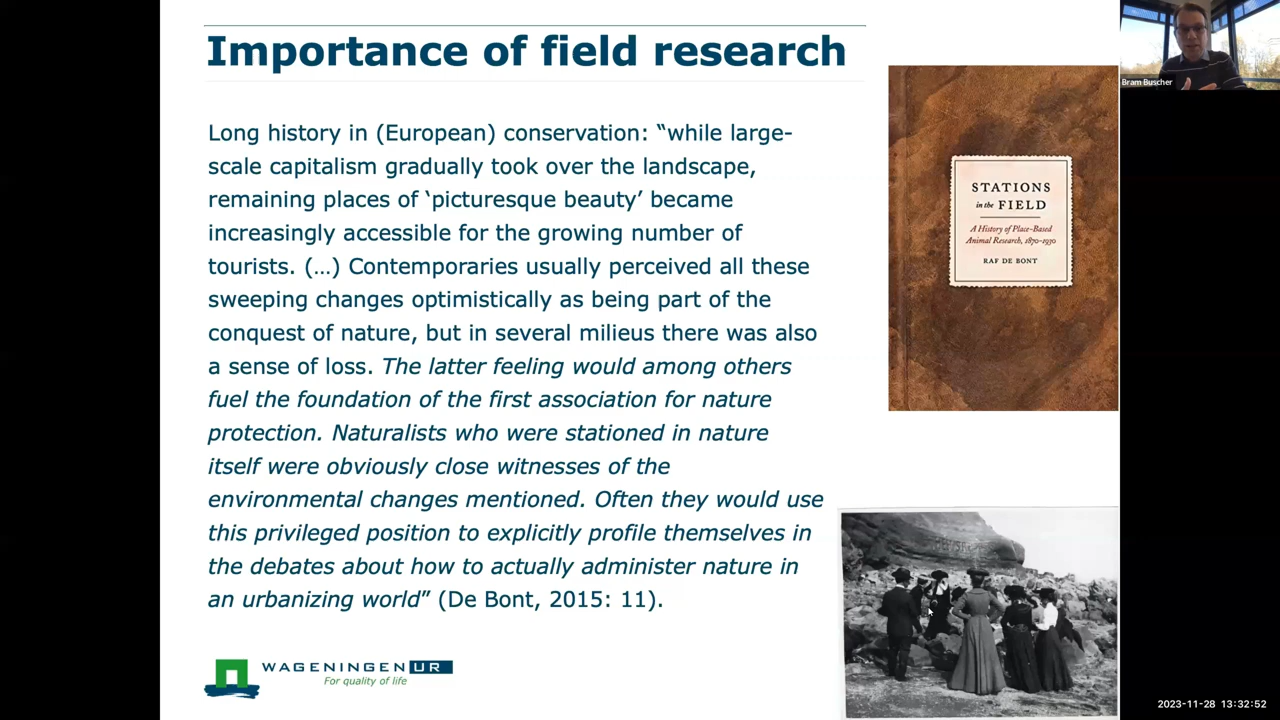 Importance of field research
Long history in (European) conservation: “while large-
scale capitalism gradually took over the landscape,
remaining places of ‘picturesque beauty’ became
increasingly accessible for the growing number of
tourists. (…) Contemporaries usually perceived all these
sweeping changes optimistically as being part of the
conquest of nature, but in several milieus there was also
a sense of loss. The latter feeling would among others
fuel the foundation of the first association for nature
protection. Naturalists who were stationed in nature
itself were obviously close witnesses of the
environmental changes mentioned. Often they would use
this privileged position to explicitly profile themselves in
the debates about how to actually administer nature in
an urbanizing world” (De Bont, 2015: 11).
WAGENINGEN UR
For quality of life
STATIONS
in the FIELD
A History of Place-Based
Animal Research, 1870-1930
RAF DE BONT
Bram Buscher
2023-11-28 13:32:52